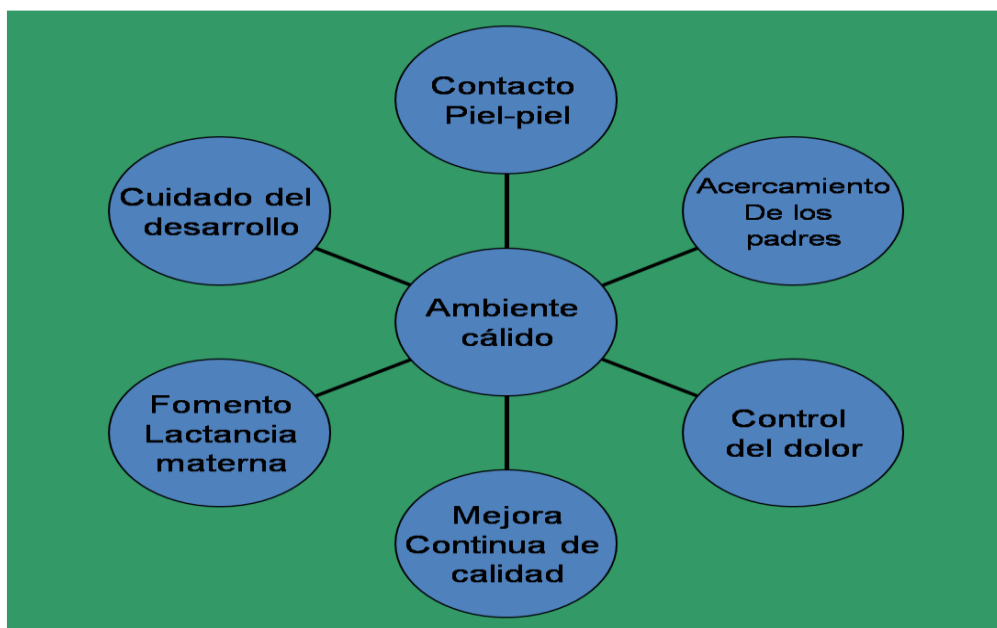 Contacto
Piel-piel
Acercamiento
De los
padres
Control
del dolor
Mejora
Continua de
calidad
Fomento
Lactancia
materna
Cuidado del
desarrollo
Ambiente
cálido